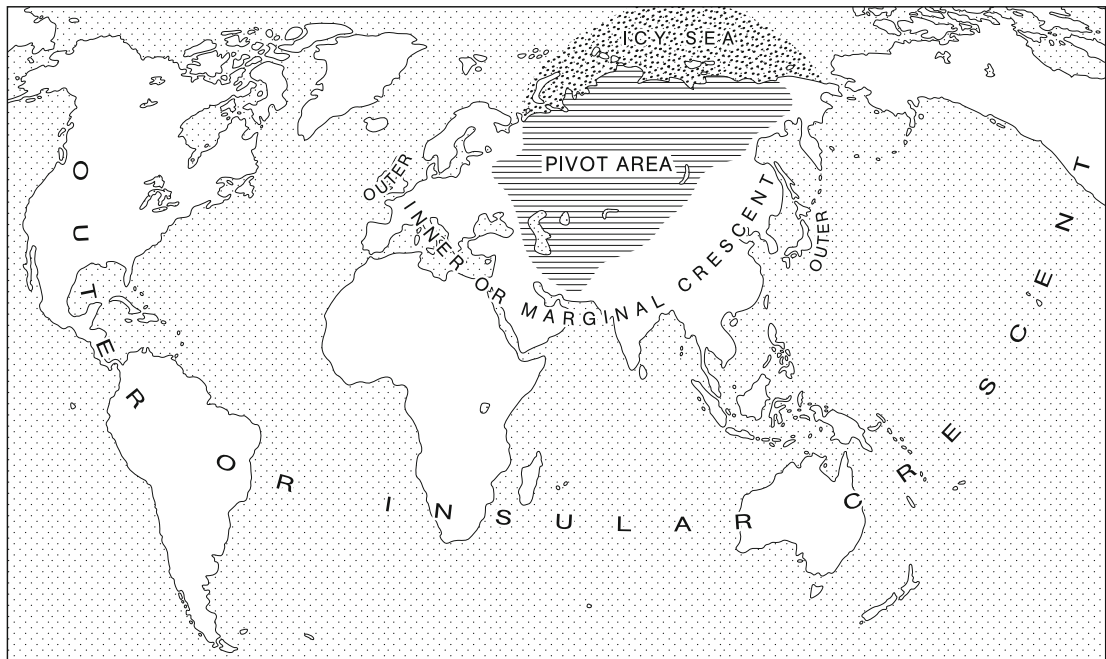 ICY SEA
PIVOT AREA
OUTER
OUTER
INNER OR MARGINAL CRESCENT
OUTER OR INSULAR CRESCENT